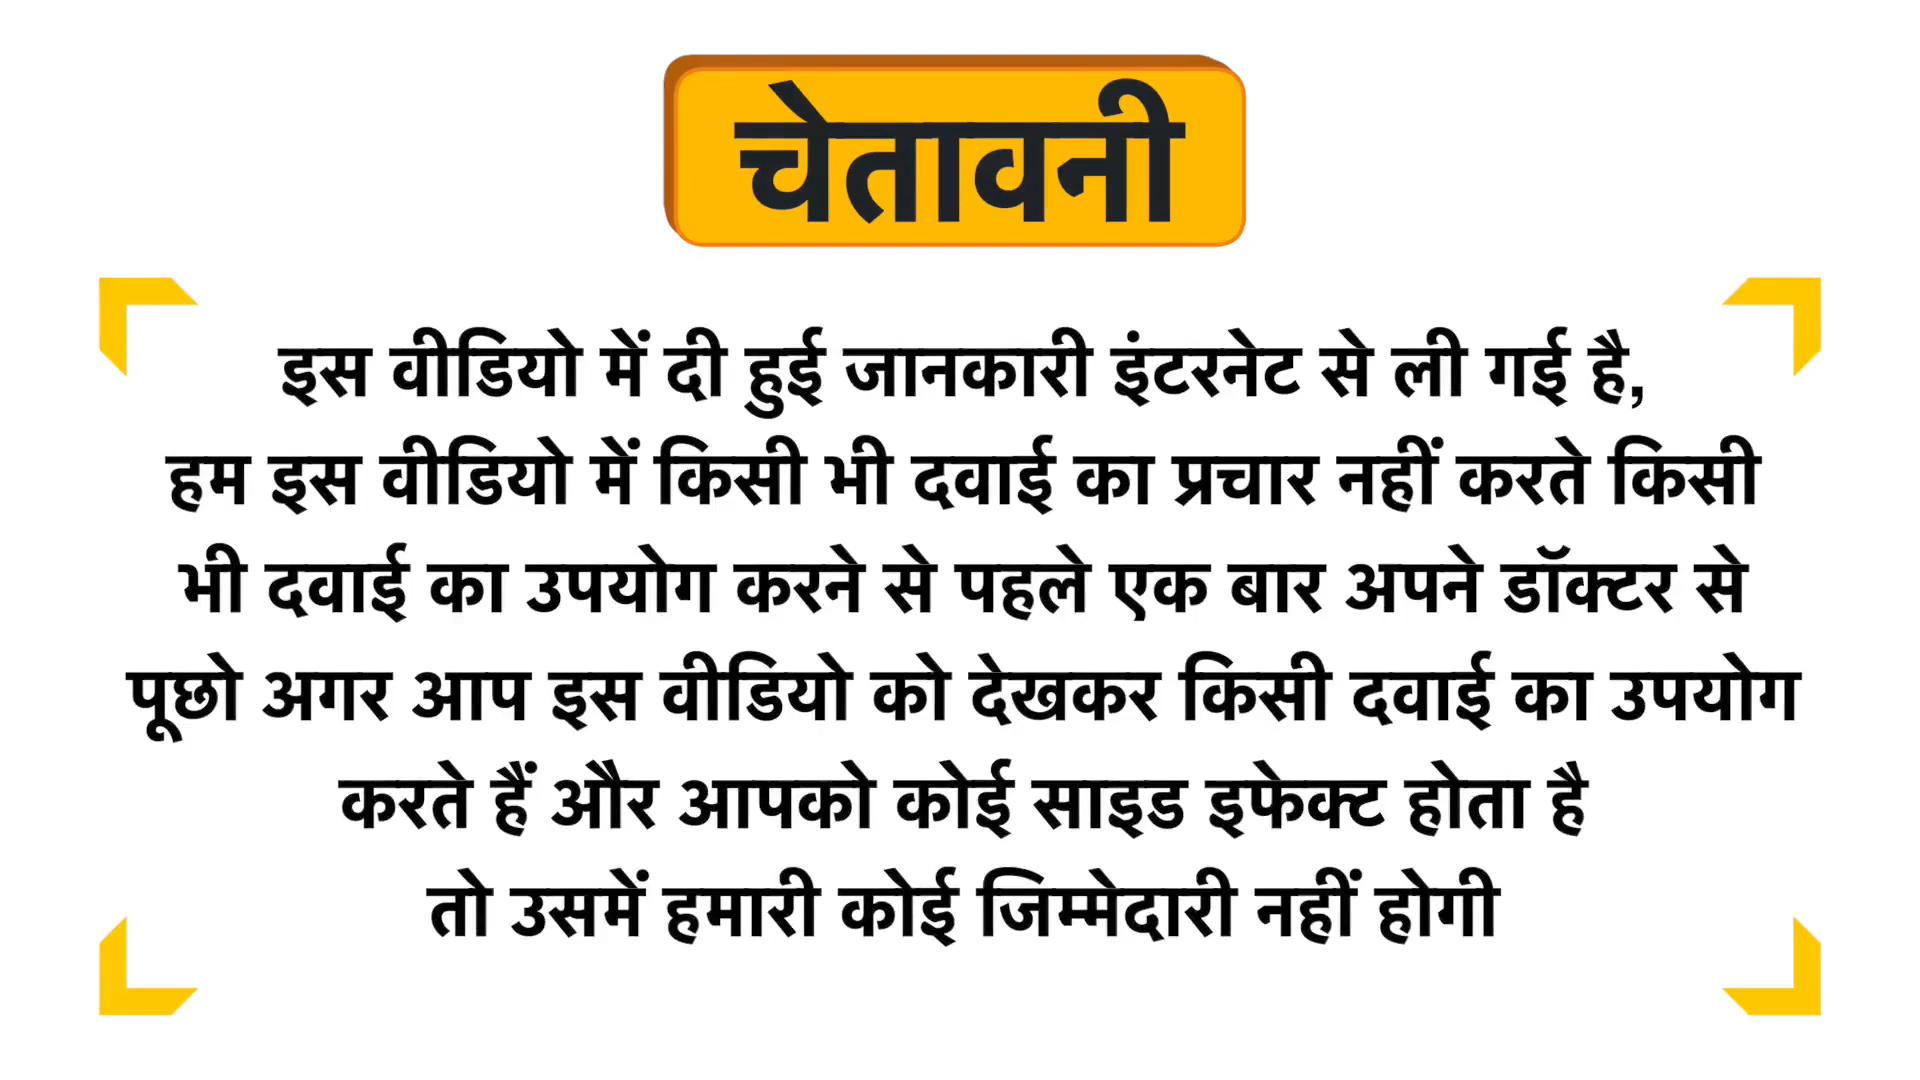 चेतावनी
इस वीडियो में दी हुई जानकारी इंटरनेट से ली गई है,
हम इस वीडियो में किसी भी दवाई का प्रचार नहीं करते किसी
भी दवाई का उपयोग करने से पहले एक बार अपने डॉक्टर से
पूछो अगर आप इस वीडियो को देखकर किसी दवाई का उपयोग
करते हैं और आपको कोई साइड इफेक्ट होता है
तो उसमें हमारी कोई जिम्मेदारी नहीं होगी